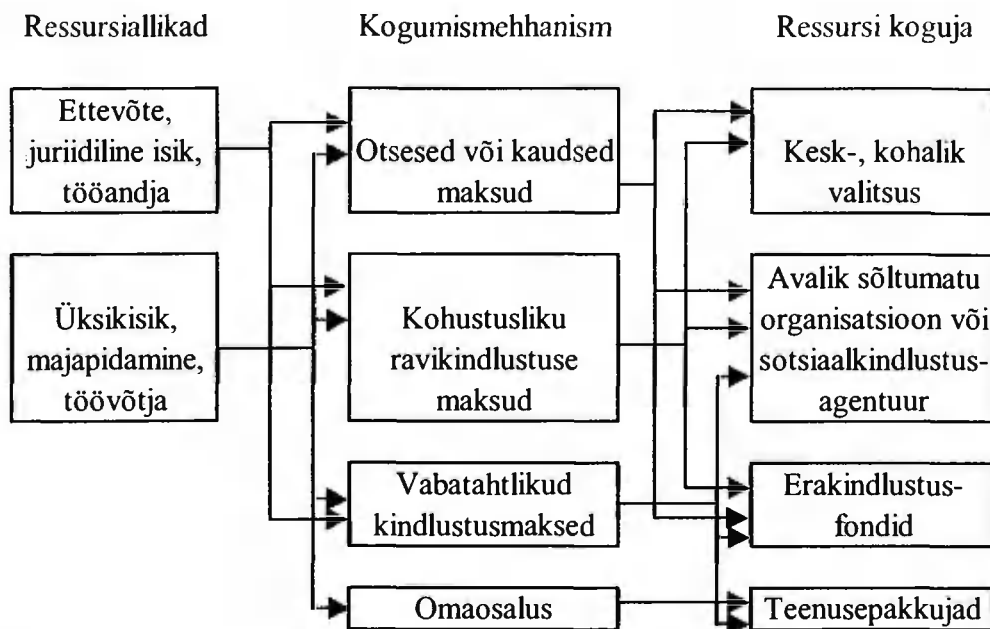 Ressursiallikad
Kogumismehhanism
Ressursi koguja
Ettevõte,
juriidiline isik,
tööandja
Otsesed või kaudsed
maksud
Kesk-, kohalik
valitsus
Üksikisik,
majapidamine,
töövõtja
Kohustusliku
ravikindlustuse
maksud
Avalik sõltumatu
organisatsioon või
sotsiaalkindlustus-
agentuur
Vabatahtlikud
kindlustusmaksed
Erakindlustus-
fondid
Omaosalus
Teenusepakkujad